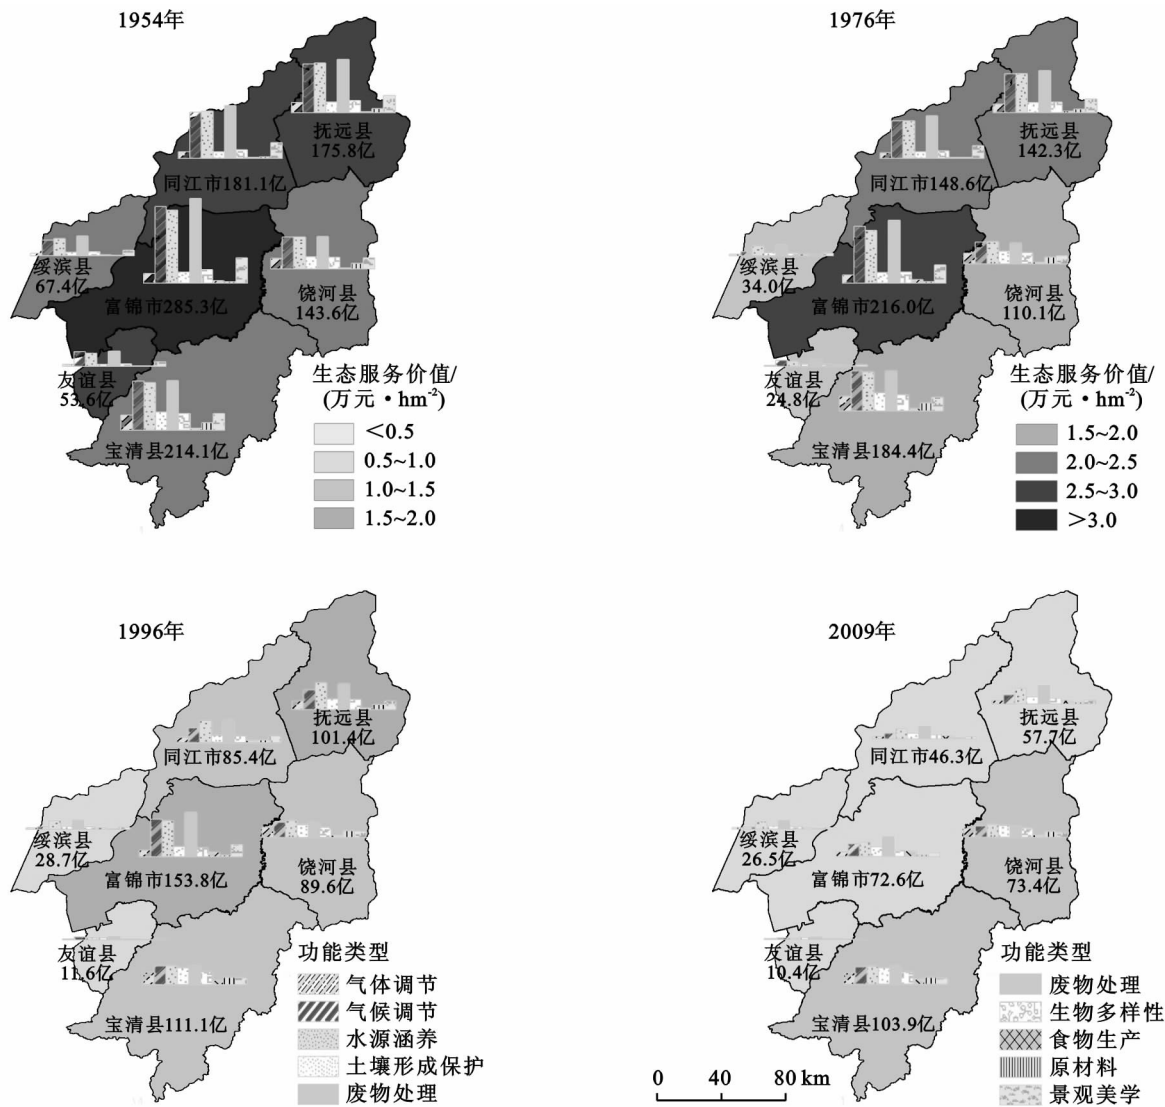 1954年
抚远县
175.8亿
同江市181.1亿
绥滨县
67.4亿
富锦市285.3亿
饶河县
143.6亿
友谊县
53.6亿
宝清县214.1亿
生态服务价值/
(万元·hm⁻²)
<0.5
0.5~1.0
1.0~1.5
1.5~2.0
1976年
抚远县
142.3亿
同江市148.6亿
绥滨县
34.0亿
富锦市216.0亿
饶河县
110.1亿
友谊县
24.8亿
宝清县184.4亿
生态服务价值/
(万元·hm⁻²)
1.5~2.0
2.0~2.5
2.5~3.0
>3.0
1996年
抚远县
101.4亿
同江市85.4亿
绥滨县
28.7亿
富锦市153.8亿
饶河县
89.6亿
友谊县
11.6亿
宝清县111.1亿
功能类型
气体调节
气候调节
水源涵养
土壤形成保护
废物处理
2009年
抚远县
57.7亿
同江市46.3亿
绥滨县
26.5亿
富锦市72.6亿
饶河县
73.4亿
友谊县
10.4亿
宝清县103.9亿
功能类型
废物处理
生物多样性
食物生产
原材料
景观美学
0 40 80 km